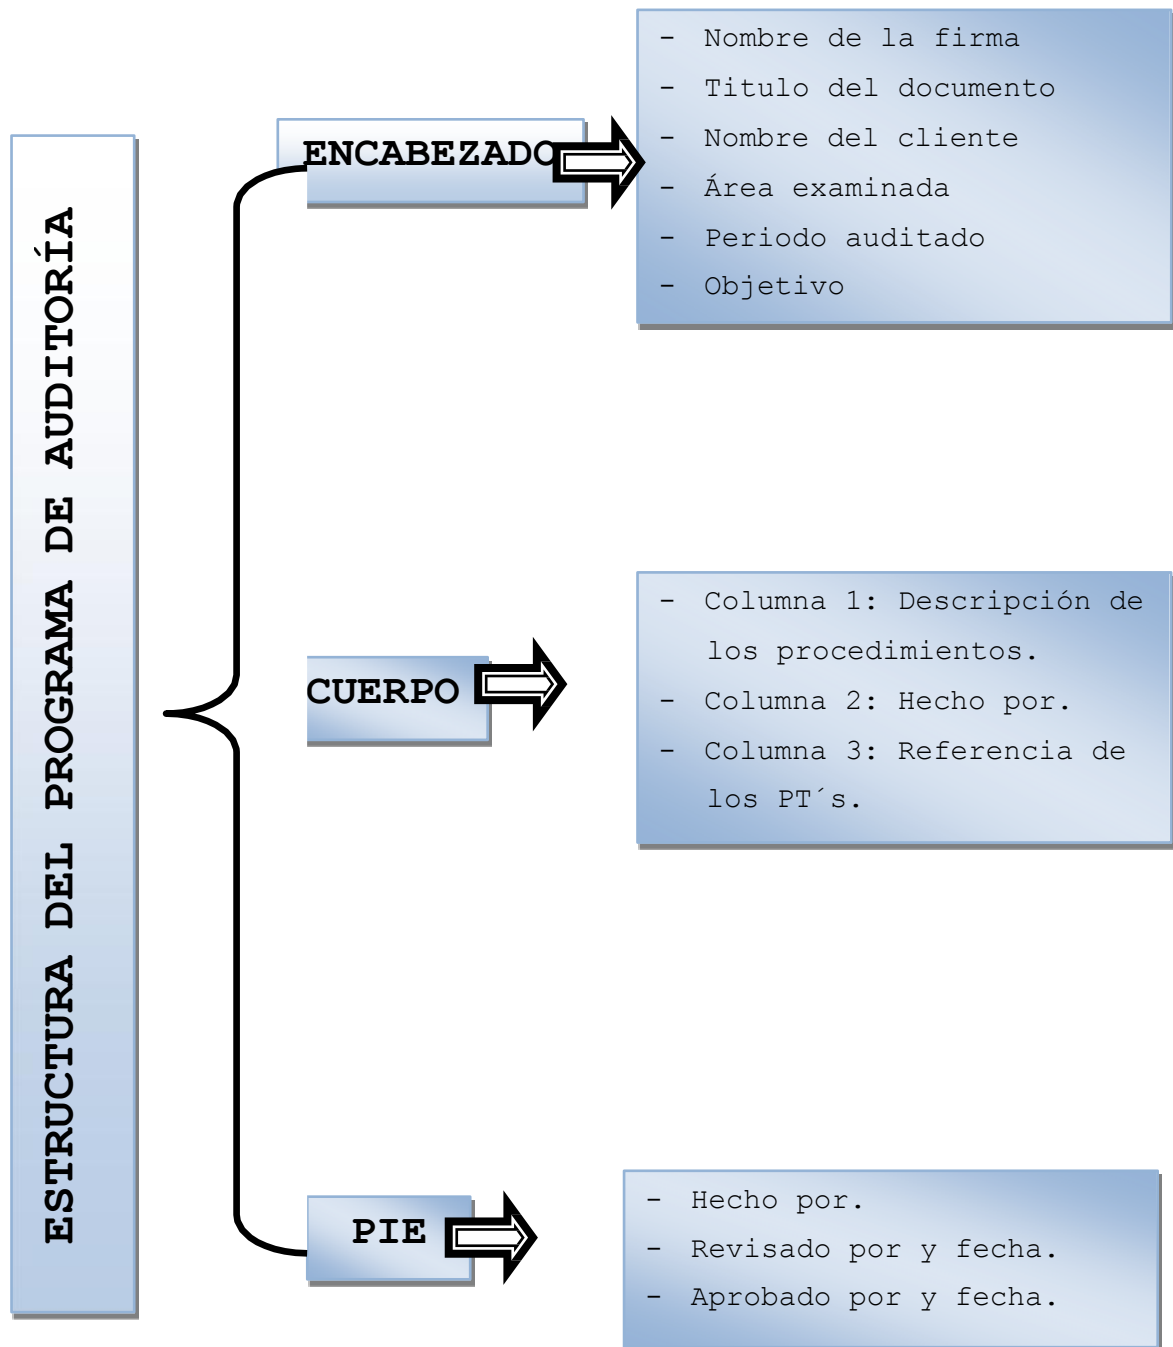 ESTRUCTURA DEL PROGRAMA DE AUDITORÍA
ENCABEZADO
- Nombre de la firma
- Titulo del documento
- Nombre del cliente
- Área examinada
- Periodo auditado
- Objetivo
CUERPO
- Columna 1: Descripción de
los procedimientos.
- Columna 2: Hecho por.
- Columna 3: Referencia de
los PT´s.
PIE
- Hecho por.
- Revisado por y fecha.
- Aprobado por y fecha.